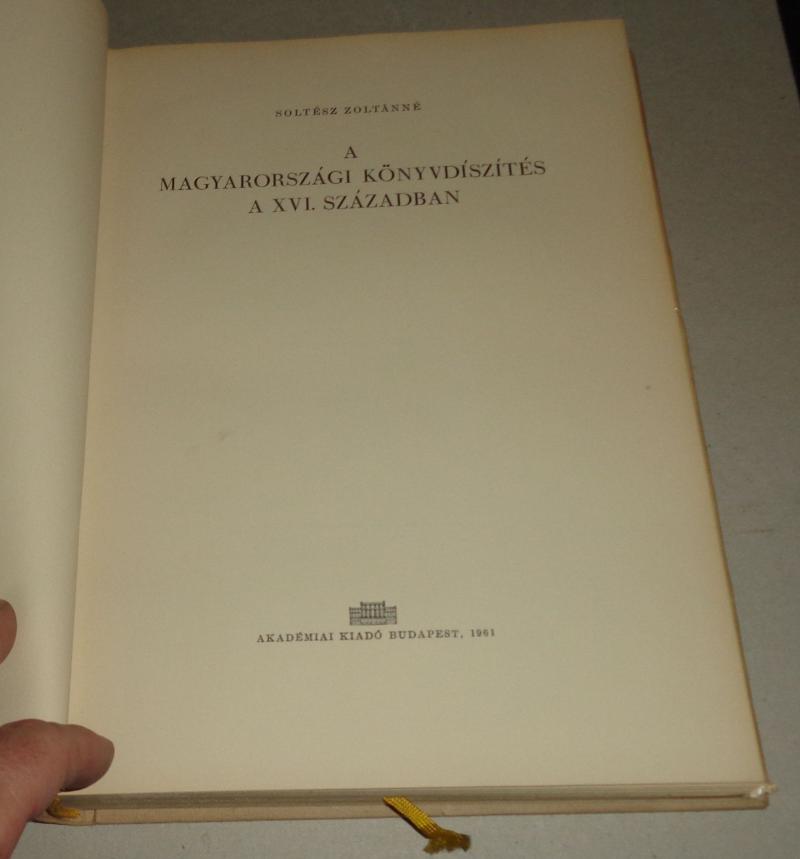 SOLTÉSZ ZOLTÁNNÉ
A
MAGYARORSZÁGI KÖNYVDÍSZÍTÉS
A XVI. SZÁZADBAN
AKADÉMIAI KIADÓ BUDAPEST, 1961